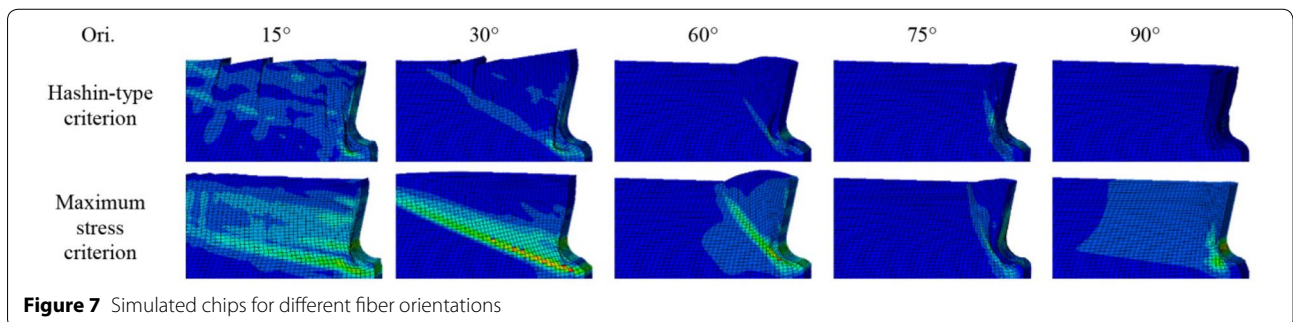 Ori. 15° 30° 60° 75° 90°
Hashin-type
criterion
Maximum
stress
criterion
Figure 7 Simulated chips for different fiber orientations